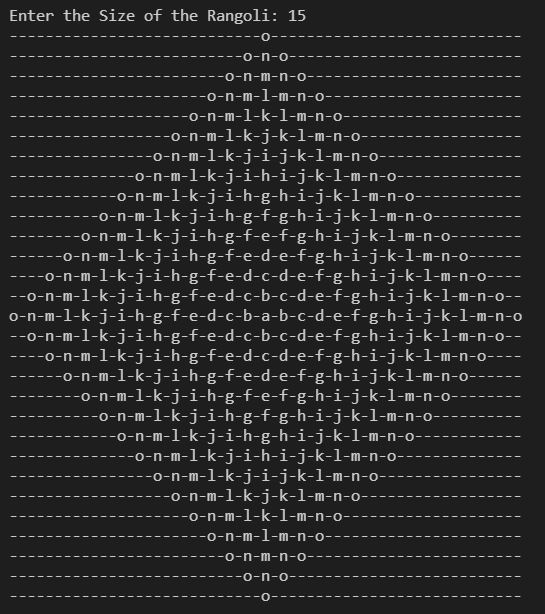 Enter the Size of the Rangoli: 15
----------------------------o----------------------------
--------------------------o-n-o--------------------------
------------------------o-n-m-n-o------------------------
----------------------o-n-m-l-m-n-o----------------------
--------------------o-n-m-l-k-l-m-n-o--------------------
------------------o-n-m-l-k-j-k-l-m-n-o------------------
----------------o-n-m-l-k-j-i-j-k-l-m-n-o----------------
--------------o-n-m-l-k-j-i-h-i-j-k-l-m-n-o--------------
------------o-n-m-l-k-j-i-h-g-h-i-j-k-l-m-n-o------------
----------o-n-m-l-k-j-i-h-g-f-g-h-i-j-k-l-m-n-o----------
--------o-n-m-l-k-j-i-h-g-f-e-f-g-h-i-j-k-l-m-n-o--------
------o-n-m-l-k-j-i-h-g-f-e-d-e-f-g-h-i-j-k-l-m-n-o------
----o-n-m-l-k-j-i-h-g-f-e-d-c-d-e-f-g-h-i-j-k-l-m-n-o----
--o-n-m-l-k-j-i-h-g-f-e-d-c-b-c-d-e-f-g-h-i-j-k-l-m-n-o--
o-n-m-l-k-j-i-h-g-f-e-d-c-b-a-b-c-d-e-f-g-h-i-j-k-l-m-n-o
--o-n-m-l-k-j-i-h-g-f-e-d-c-b-c-d-e-f-g-h-i-j-k-l-m-n-o--
----o-n-m-l-k-j-i-h-g-f-e-d-c-d-e-f-g-h-i-j-k-l-m-n-o----
------o-n-m-l-k-j-i-h-g-f-e-d-e-f-g-h-i-j-k-l-m-n-o------
--------o-n-m-l-k-j-i-h-g-f-e-f-g-h-i-j-k-l-m-n-o--------
----------o-n-m-l-k-j-i-h-g-f-g-h-i-j-k-l-m-n-o----------
------------o-n-m-l-k-j-i-h-g-h-i-j-k-l-m-n-o------------
--------------o-n-m-l-k-j-i-h-i-j-k-l-m-n-o--------------
----------------o-n-m-l-k-j-i-j-k-l-m-n-o----------------
------------------o-n-m-l-k-j-k-l-m-n-o------------------
--------------------o-n-m-l-k-l-m-n-o--------------------
----------------------o-n-m-l-m-n-o----------------------
------------------------o-n-m-n-o------------------------
--------------------------o-n-o--------------------------
----------------------------o----------------------------